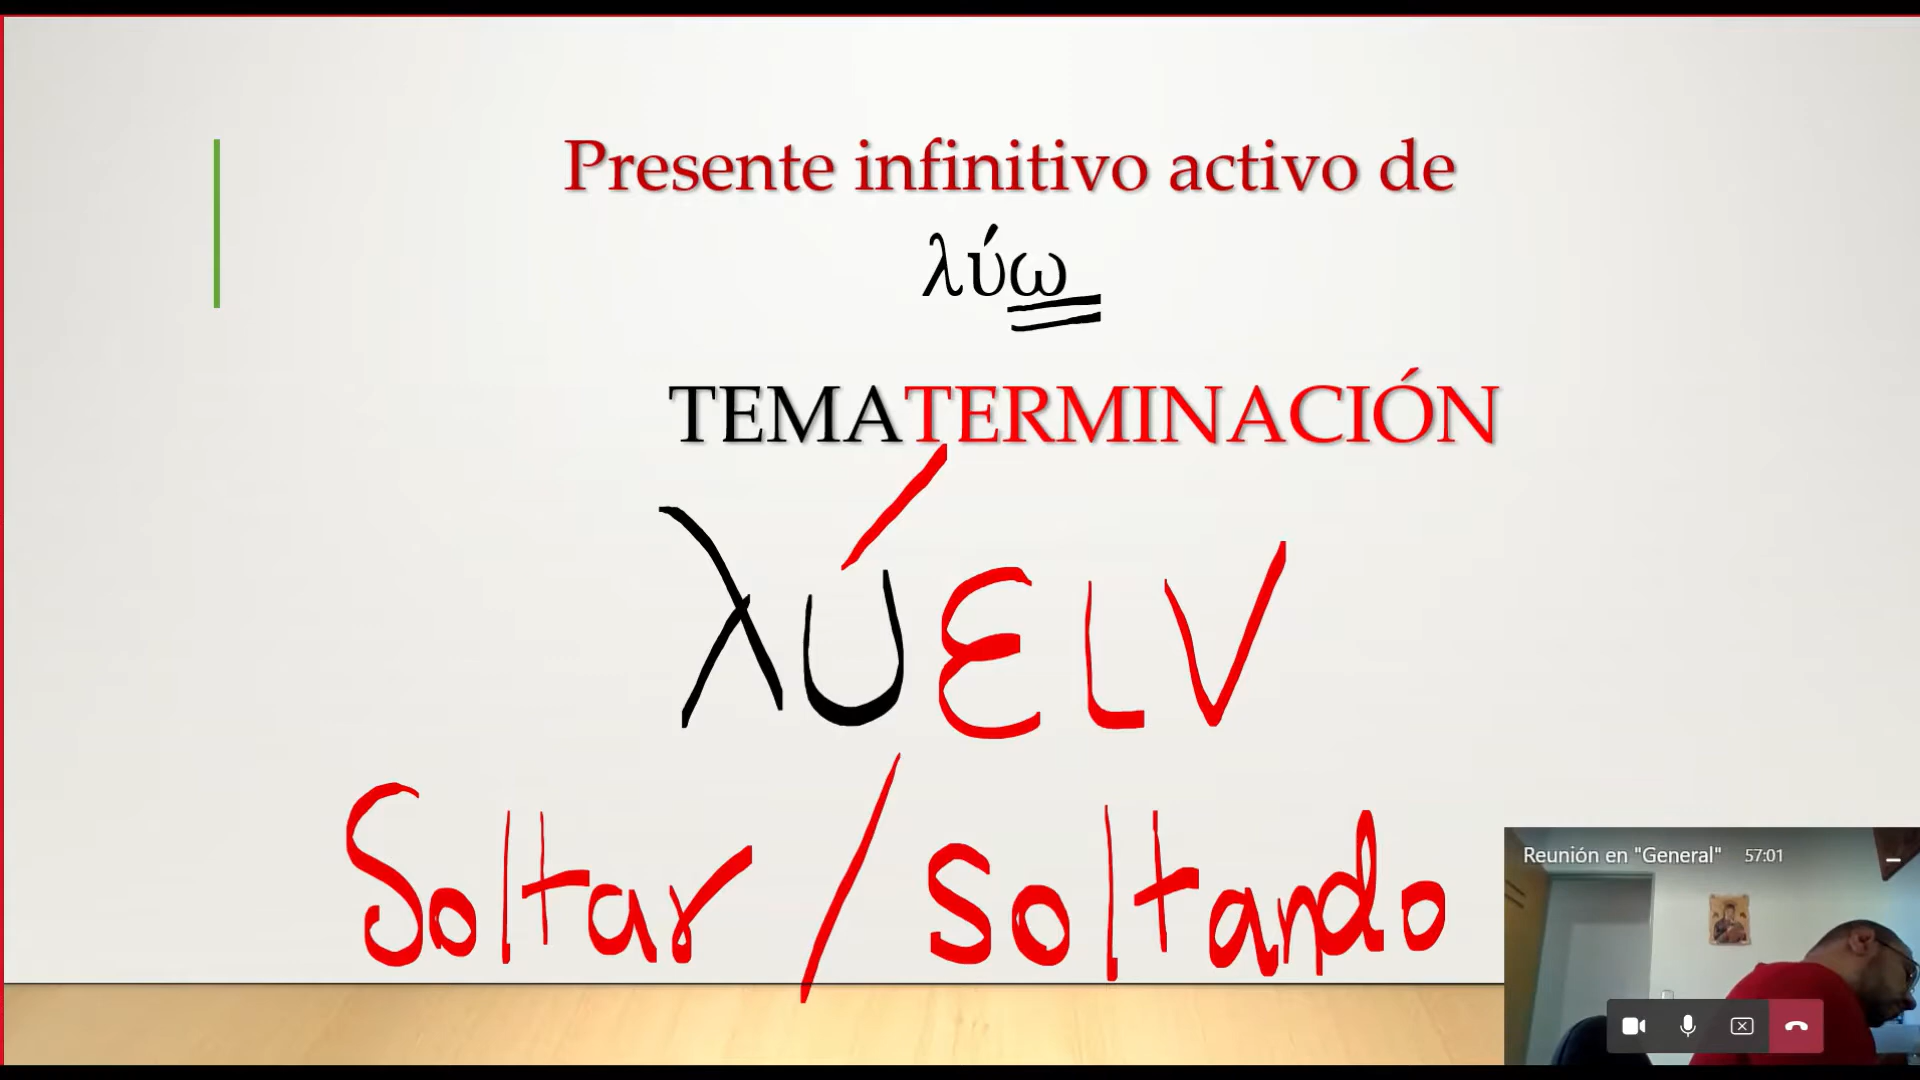 Presente infinitivo activo de
λύω
TEMATERMINACIÓN
λύειν
Soltar / soltando
Reunión en "General" 57:01